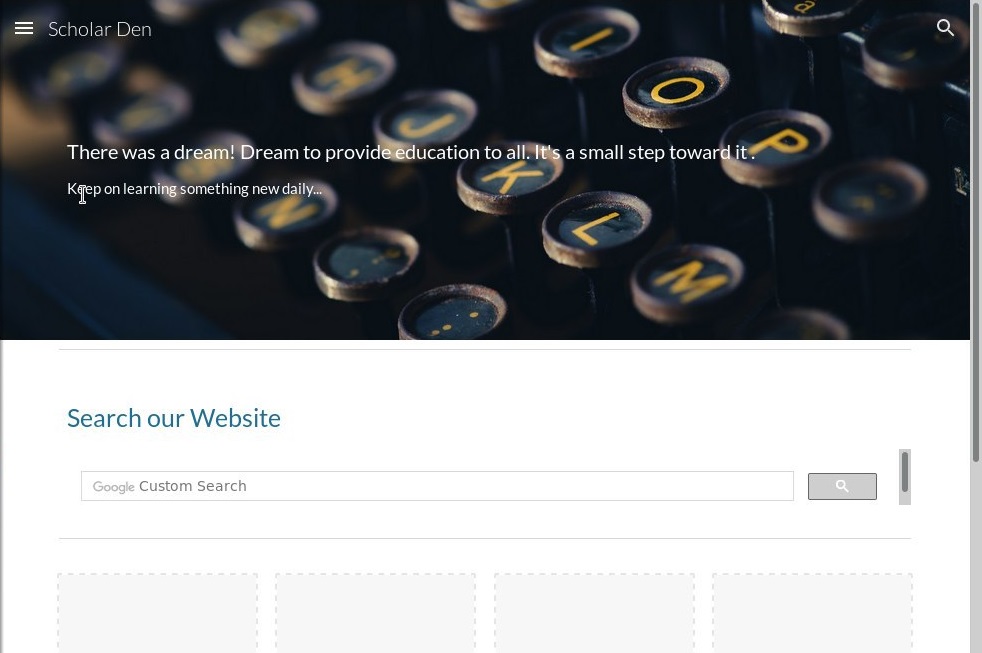 Scholar Den
There was a dream! Dream to provide education to all. It's a small step toward it .
Keep on learning something new daily...
I
O
H
J
P
K
N
L
M
Search our Website
Google Custom Search